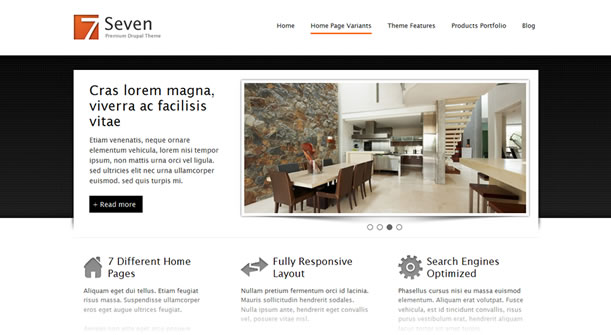 7 Seven
Premium Drupal Theme
Home Home Page Variants Theme Features Products Portfolio Blog
Cras lorem magna,
viverra ac facilisis
vitae
Etiam venenatis, neque ornare
elementum vehicula, lorem nisi tempor
ipsum, non mattis urna orci vel ligula.
sed ultricies elit nec urna ullamcorper
euismod. sed quis turpis mi.
+ Read more
7 Different Home
Pages
Aliquam eget dui tellus. Etiam feugiat
risus massa. Suspendisse ullamcorper
eros eget augue ultrices feugiat.
Fully Responsive
Layout
Nullam pretium fermentum orci id lacinia.
Mauris sollicitudin hendrerit sodales.
Nulla ipsum ante, hendrerit eget convallis
vel, posuere vitae nisl.
Search Engines
Optimized
Phasellus cursus nisi eu massa euismod
elementum. Aliquam erat volutpat. Fusce
vehicula, est id tincidunt convallis, risus
purus vestibulum erat, hendrerit aliquam